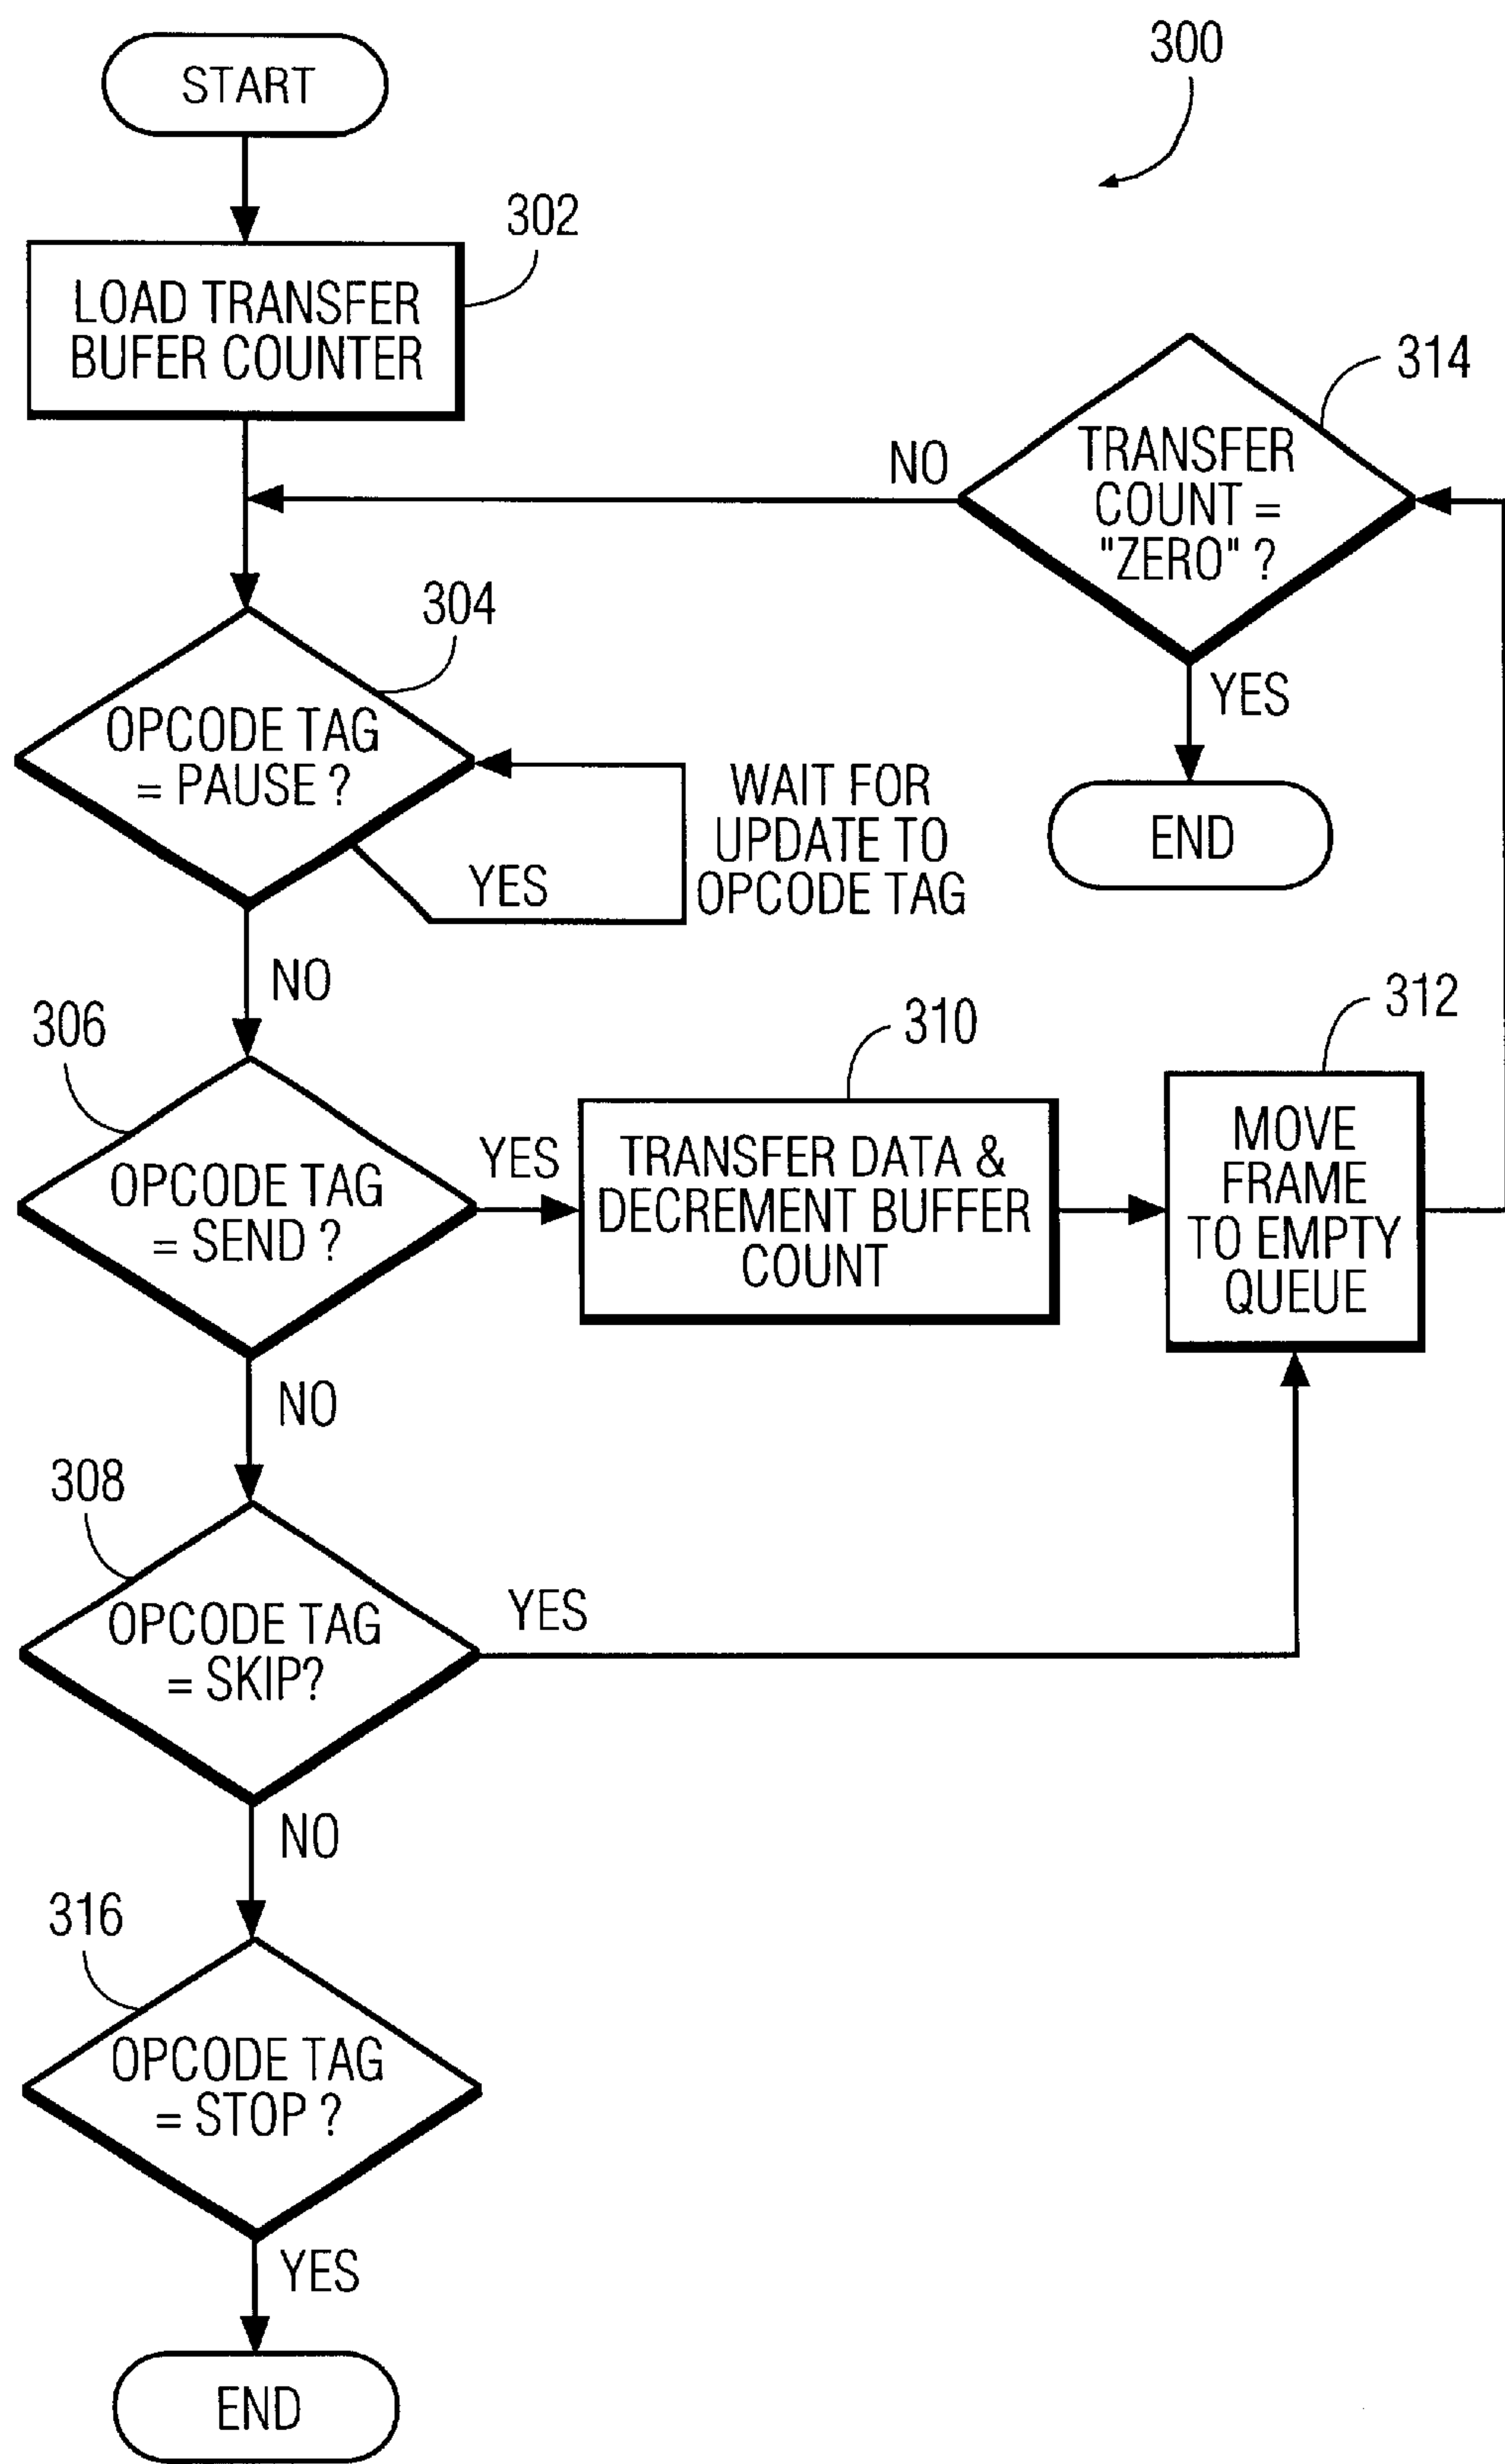 START
300
302
LOAD TRANSFER
BUFER COUNTER
314
TRANSFER
COUNT =
"ZERO" ?
NO
YES
END
304
OPCODE TAG
= PAUSE ?
WAIT FOR
UPDATE TO
OPCODE TAG
YES
NO
306
OPCODE TAG
= SEND ?
YES
310
TRANSFER DATA &
DECREMENT BUFFER
COUNT
312
MOVE
FRAME
TO EMPTY
QUEUE
NO
308
OPCODE TAG
= SKIP?
YES
NO
316
OPCODE TAG
= STOP ?
YES
END